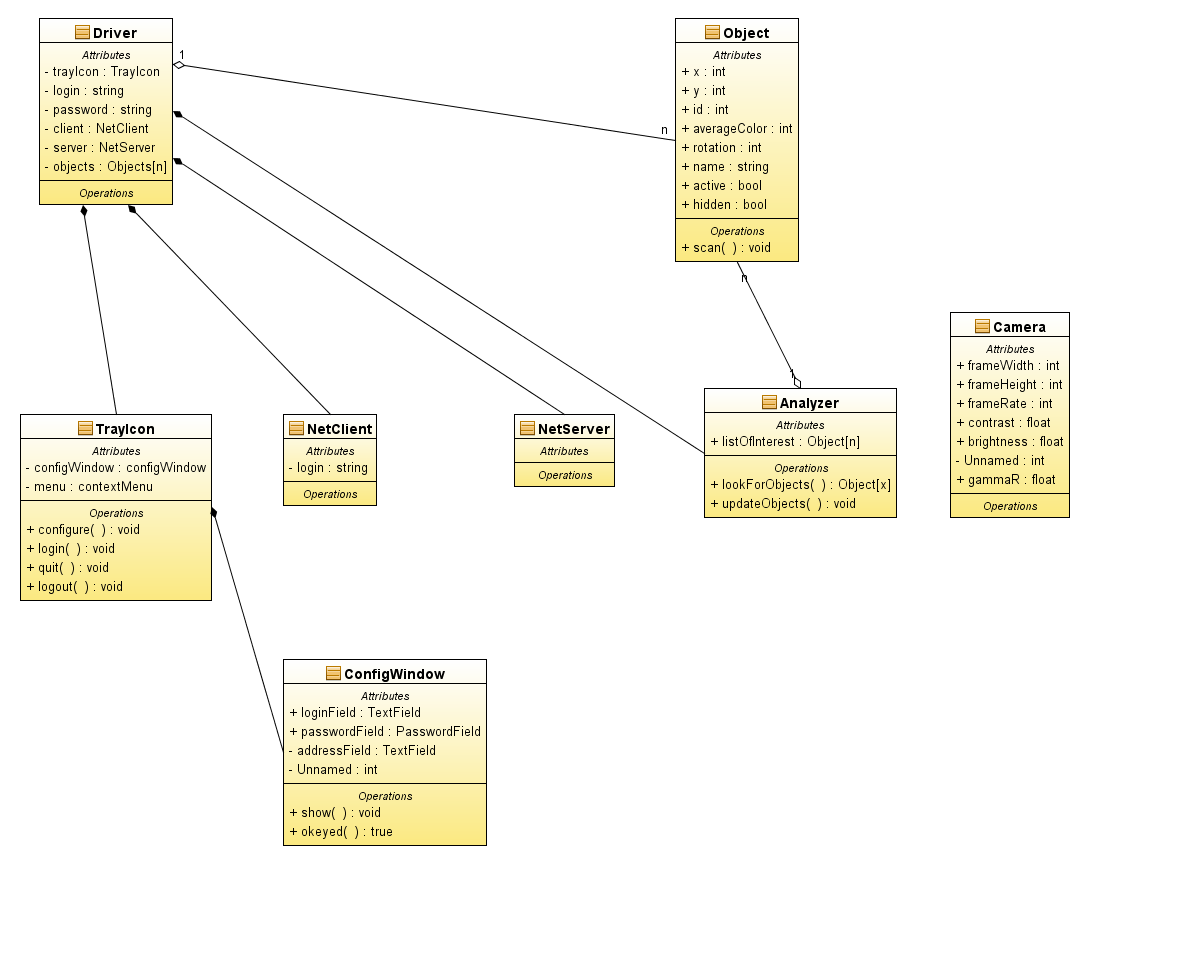 Driver
Attributes
- trayIcon : TrayIcon
- login : string
- password : string
- client : NetClient
- server : NetServer
- objects : Objects[n]
Operations
1
n
Object
Attributes
+ x : int
+ y : int
+ id : int
+ averageColor : int
+ rotation : int
+ name : string
+ active : bool
+ hidden : bool
Operations
+ scan( ) : void
n
1
Camera
Attributes
+ frameWidth : int
+ frameHeight : int
+ frameRate : int
+ contrast : float
+ brightness : float
- Unnamed : int
+ gammaR : float
Operations
TrayIcon
Attributes
- configWindow : configWindow
- menu : contextMenu
Operations
+ configure( ) : void
+ login( ) : void
+ quit( ) : void
+ logout( ) : void
NetClient
Attributes
- login : string
Operations
NetServer
Attributes
Operations
Analyzer
Attributes
+ listOfInterest : Object[n]
Operations
+ lookForObjects( ) : Object[x]
+ updateObjects( ) : void
ConfigWindow
Attributes
+ loginField : TextField
+ passwordField : PasswordField
- addressField : TextField
- Unnamed : int
Operations
+ show( ) : void
+ okeyed( ) : true